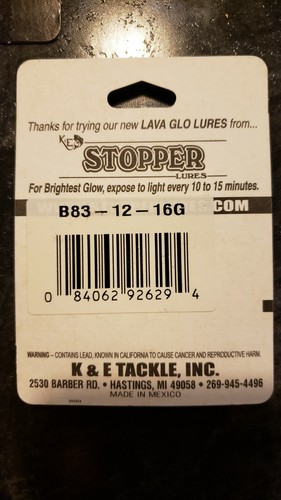 Thanks for trying our new LAVA GLO LURES from...
K&E
STOPPER
LURES
For Brightest Glow, expose to light every 10 to 15 minutes.
.COM
B83-12-16G
0 84062 92629 4
WARNING - CONTAINS LEAD, KNOWN IN CALIFORNIA TO CAUSE CANCER AND REPRODUCTIVE HARM.
K & E TACKLE, INC.
2530 BARBER RD. • HASTINGS, MI 49058 • 269-945-4496
MADE IN MEXICO